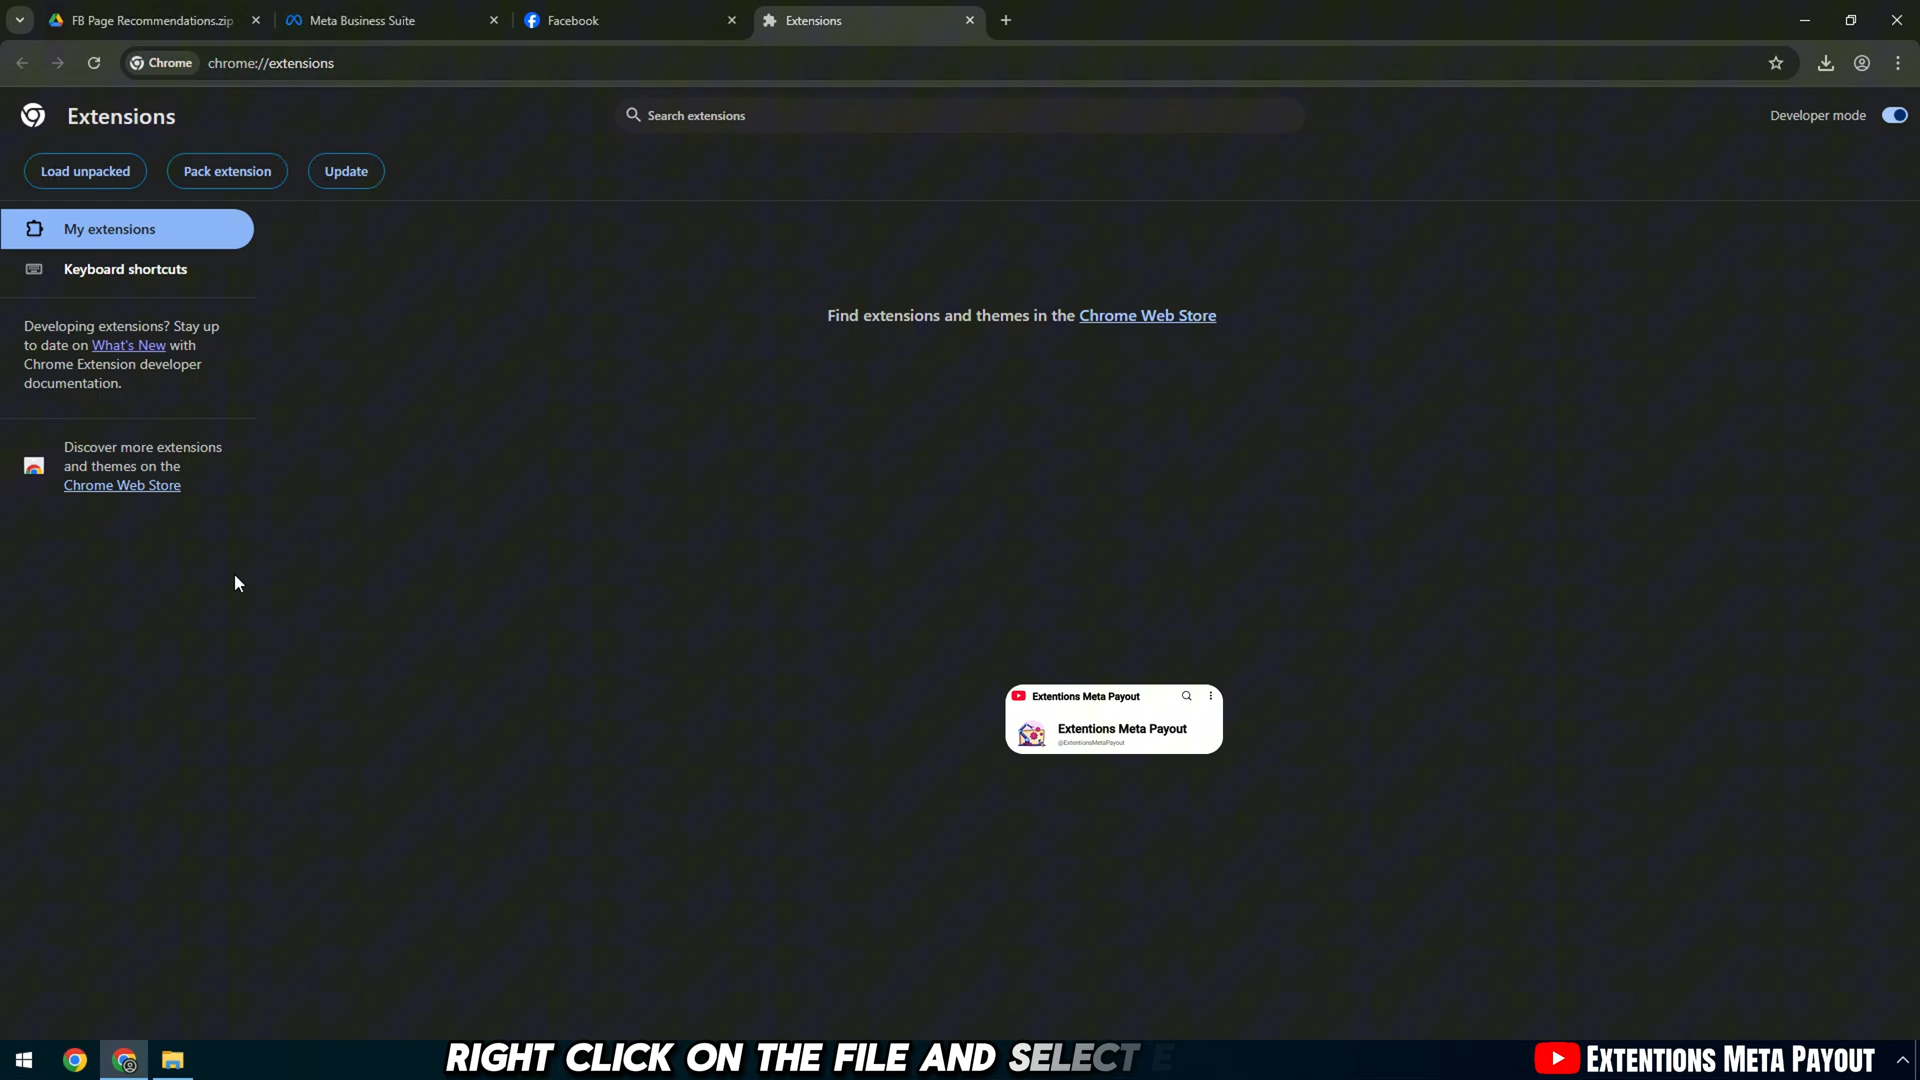 FB Page Recommendations.zip
Meta Business Suite
Facebook
Extensions
Chrome
chrome://extensions
Extensions
Search extensions
Developer mode
Load unpacked
Pack extension
Update
My extensions
Keyboard shortcuts
Developing extensions? Stay up
to date on What's New with
Chrome Extension developer
documentation.
Discover more extensions
and themes on the
Chrome Web Store
Find extensions and themes in the Chrome Web Store
Extentions Meta Payout
Extentions Meta Payout
@ExtentionsMetaPayout
RIGHT CLICK ON THE FILE AND SELECT E
EXTENTIONS META PAYOUT